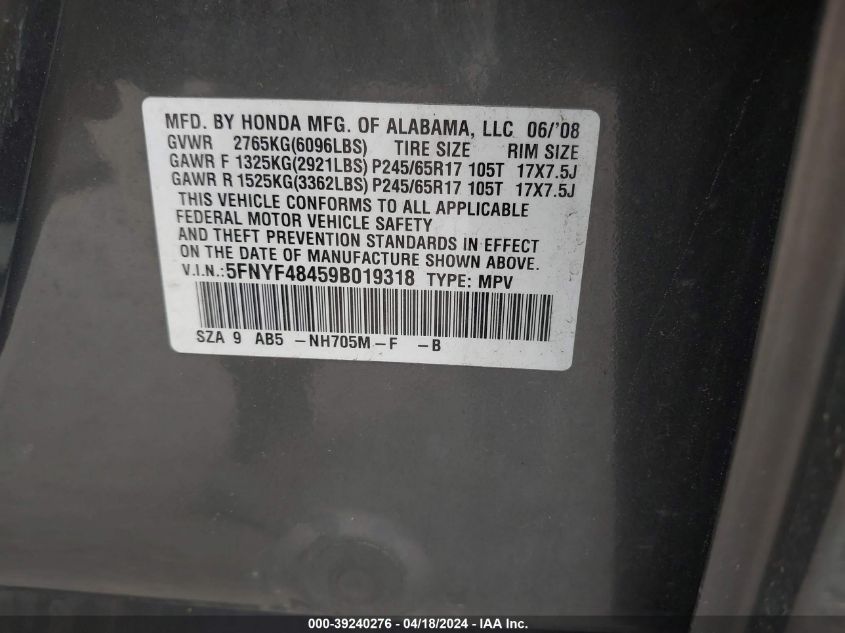 MFD. BY HONDA MFG. OF ALABAMA, LLC 06/'08
GVWR 2765KG(6096LBS) TIRE SIZE RIM SIZE
GAWR F 1325KG(2921LBS) P245/65R17 105T 17X7.5J
GAWR R 1525KG(3362LBS) P245/65R17 105T 17X7.5J
THIS VEHICLE CONFORMS TO ALL APPLICABLE
FEDERAL MOTOR VEHICLE SAFETY
AND THEFT PREVENTION STANDARDS IN EFFECT
ON THE DATE OF MANUFACTURE SHOWN ABOVE.
V.I.N.:5FNYF48459B019318 TYPE: MPV
SZA 9 AB5 -NH705M-F -B
000-39240276 - 04/18/2024 - IAA, Inc.